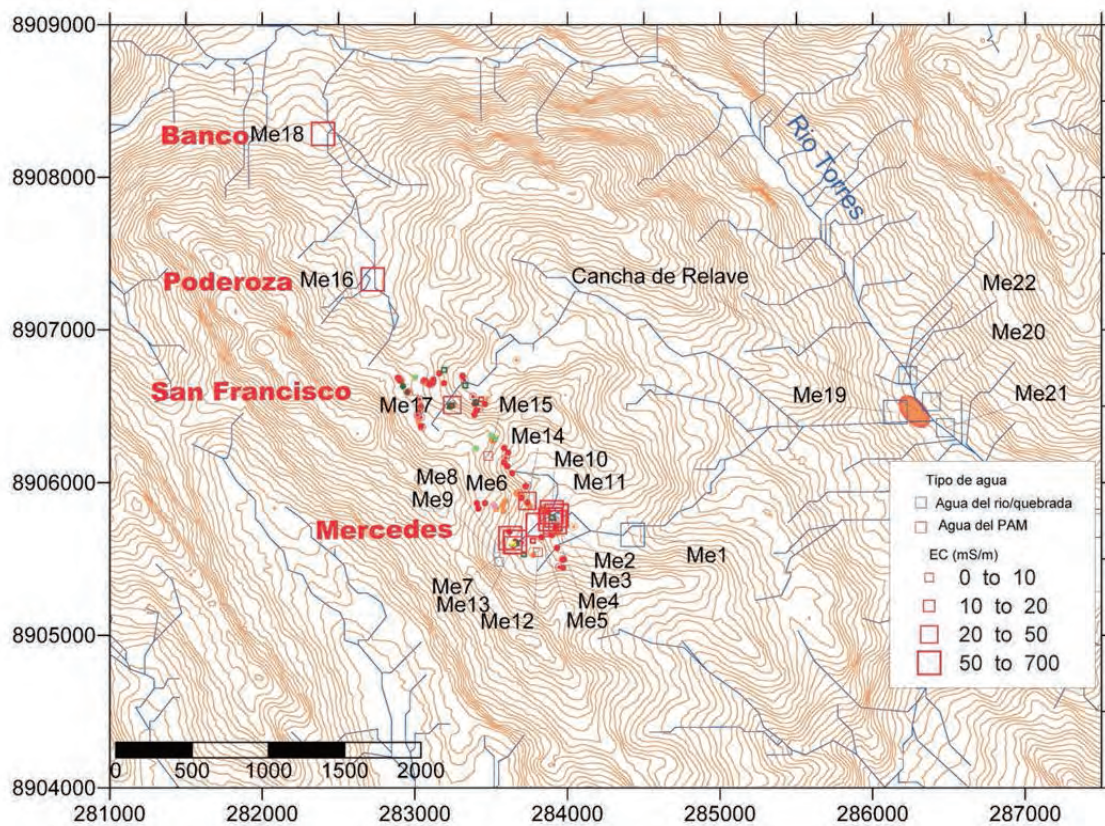 8909000
Rio Torres
Banco Me18
8908000
Cancha de Relave
Poderoza Me16
Me22
8907000
Me20
San Francisco
Me19
Me21
Me17
Me15
Me14
Me10
Me8
Me6
Me11
8906000
Me9
Mercedes
Me2
Me1
Me3
Me7
Me4
Me13
Me12
Me5
8905000
Tipo de agua
Agua del rio/quebrada
Agua del PAM
EC (mS/m)
0 to 10
10 to 20
20 to 50
50 to 700
0 500 1000 1500 2000
8904000
281000 282000 283000 284000 285000 286000 287000